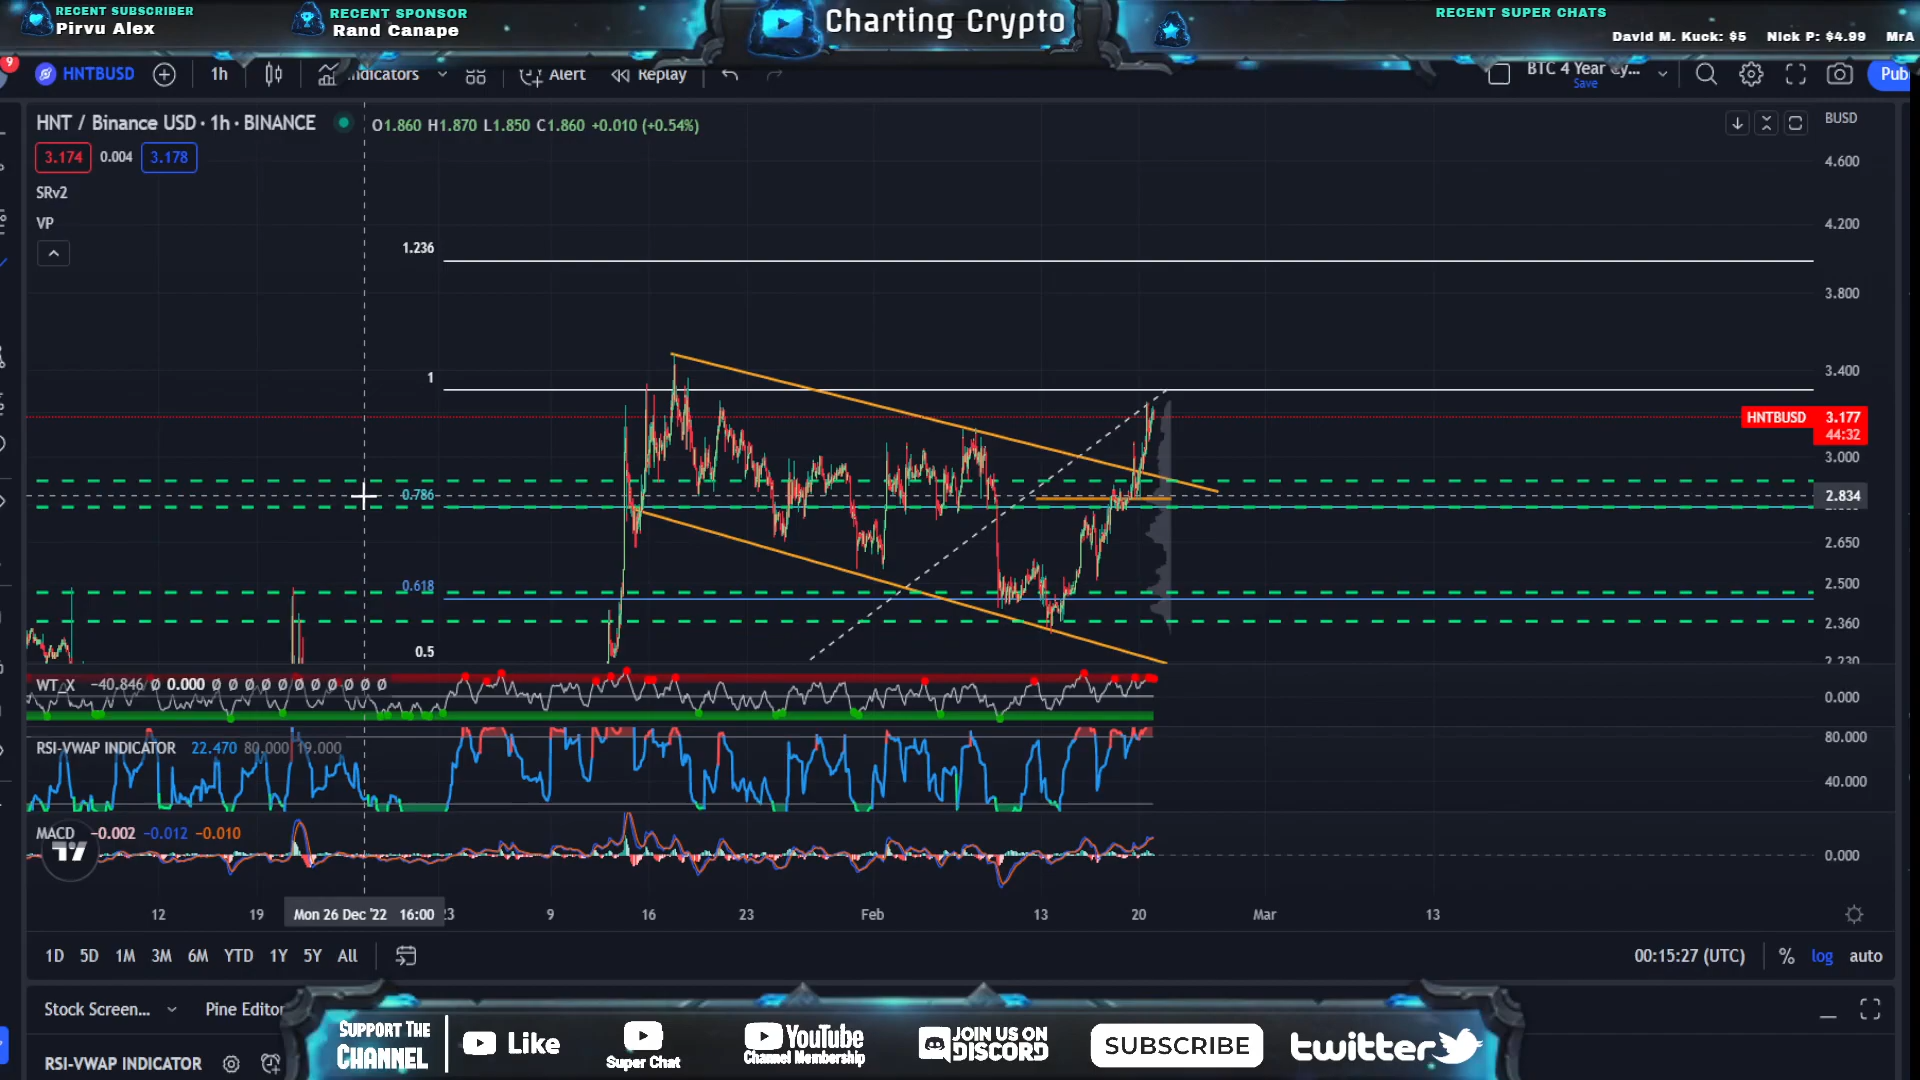 RECENT SUBSCRIBER
Pirvu Alex
RECENT SPONSOR
Rand Canape
Charting Crypto
RECENT SUPER CHATS
David M. Kuck: $5 Nick P: $4.99 MrA
9
HNTBUSD
1h
Indicators
Alert
Replay
BTC 4 Year Cy...
Save
Pub
HNT / Binance USD · 1h · BINANCE
O1.860 H1.870 L1.850 C1.860 +0.010 (+0.54%)
BUSD
3.174 0.004 3.178
SRv2
VP
1.236
1
0.786
0.618
0.5
4.600
4.200
3.800
3.400
HNTBUSD 3.177
44:32
3.000
2.834
2.650
2.500
2.360
2.230
WT_X −40.846 Ø 0.000 Ø Ø Ø Ø Ø Ø Ø Ø Ø Ø Ø
0.000
RSI-VWAP INDICATOR 22.470 80.000 19.000
80.000
40.000
MACD −0.002 −0.012 −0.010
0.000
12
19
Mon 26 Dec '22 16:00
23
9
16
23
Feb
13
20
Mar
13
1D 5D 1M 3M 6M YTD 1Y 5Y All
00:15:27 (UTC)
%
log
auto
Stock Screen...
Pine Editor
RSI-VWAP INDICATOR
SUPPORT THE
CHANNEL
Like
Super Chat
YouTube
Channel Membership
JOIN US ON
DISCORD
SUBSCRIBE
twitter